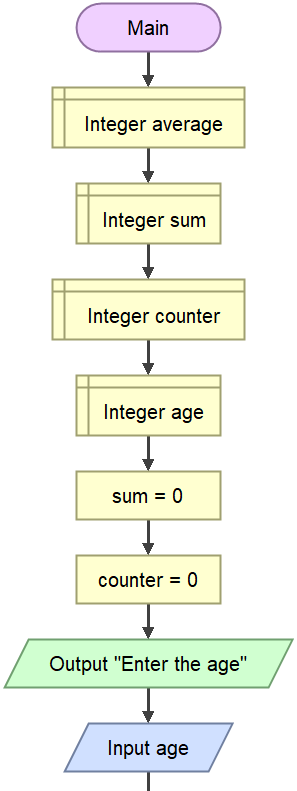 Main
Integer average
Integer sum
Integer counter
Integer age
sum = 0
counter = 0
Output "Enter the age"
Input age